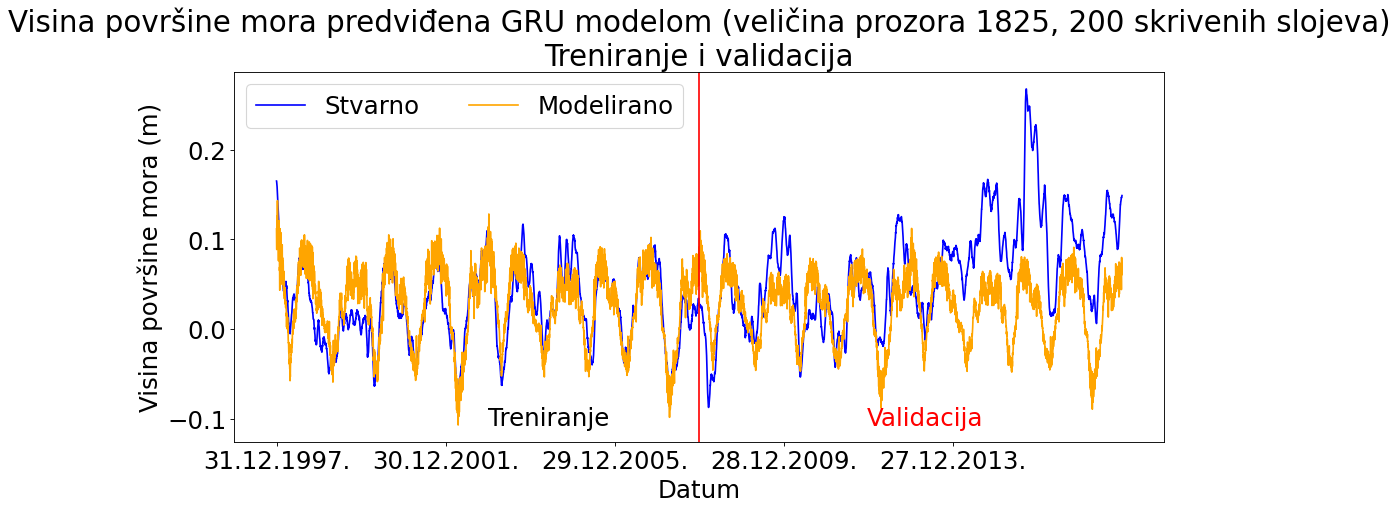 Visina površine mora predviđena GRU modelom (veličina prozora 1825, 200 skrivenih slojeva)
Treniranje i validacija
Stvarno Modelirano
Visina površine mora (m)
0.2
0.1
0.0
−0.1
Treniranje Validacija
31.12.1997. 30.12.2001. 29.12.2005. 28.12.2009. 27.12.2013.
Datum